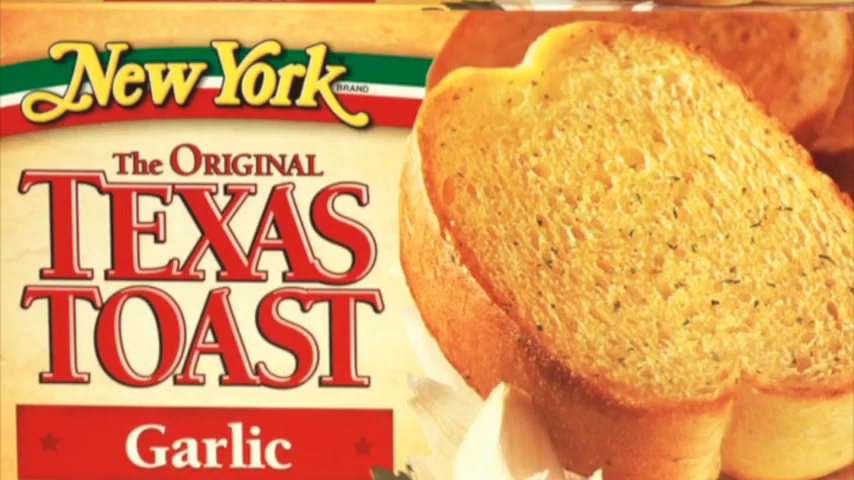 New York
BRAND
The ORIGINAL
TEXAS
TOAST
Garlic